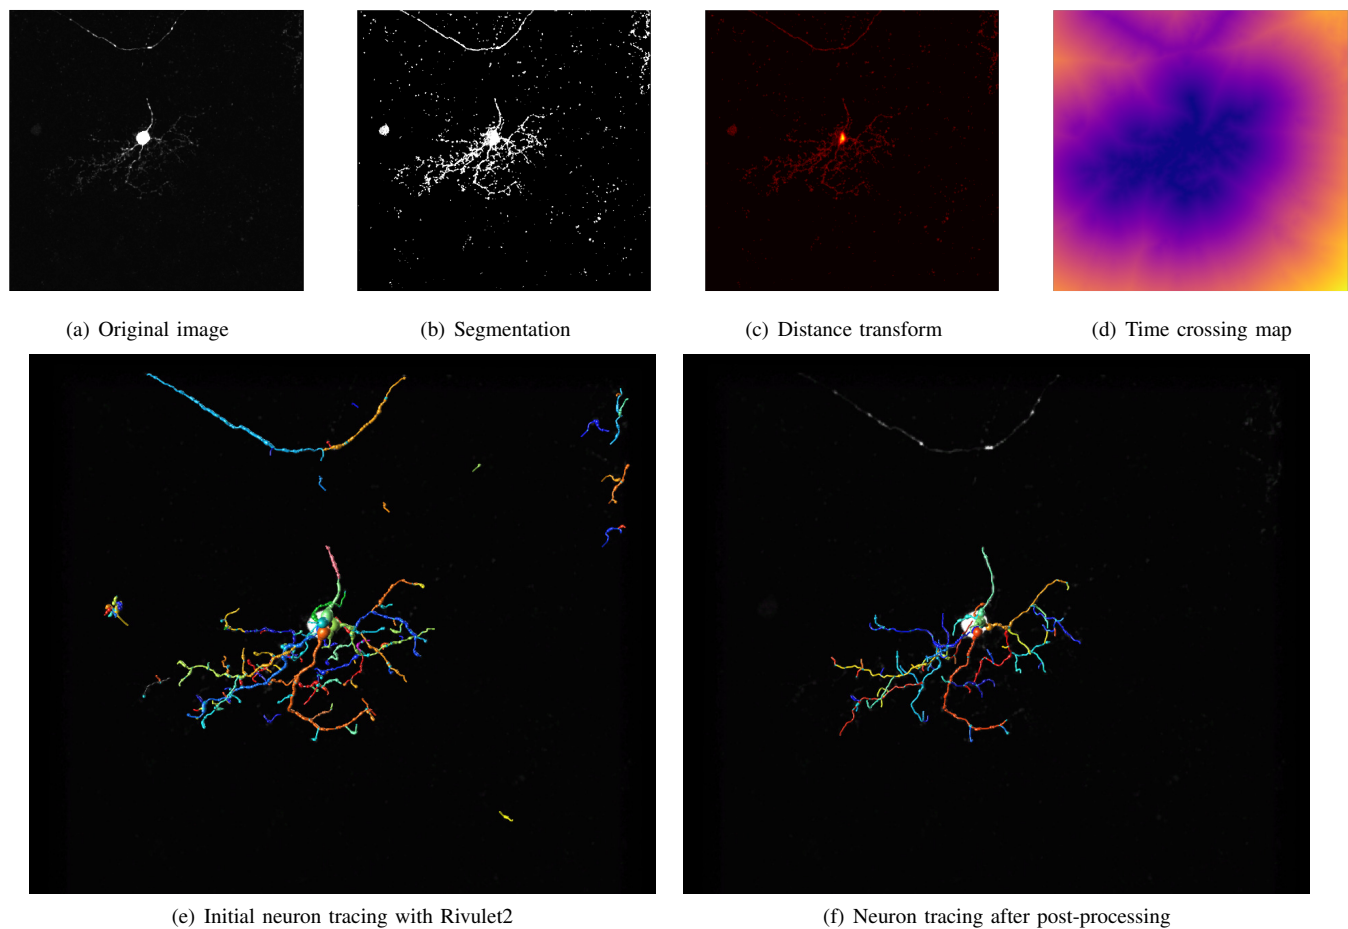 (a) Original image
(b) Segmentation
(c) Distance transform
(d) Time crossing map
(e) Initial neuron tracing with Rivulet2
(f) Neuron tracing after post-processing